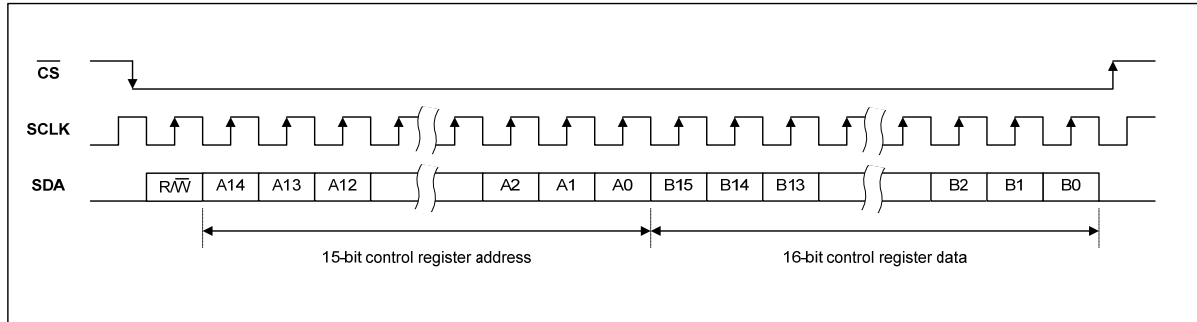 CS
SCLK
SDA R/W A14 A13 A12 A2 A1 A0 B15 B14 B13 B2 B1 B0
15-bit control register address 16-bit control register data